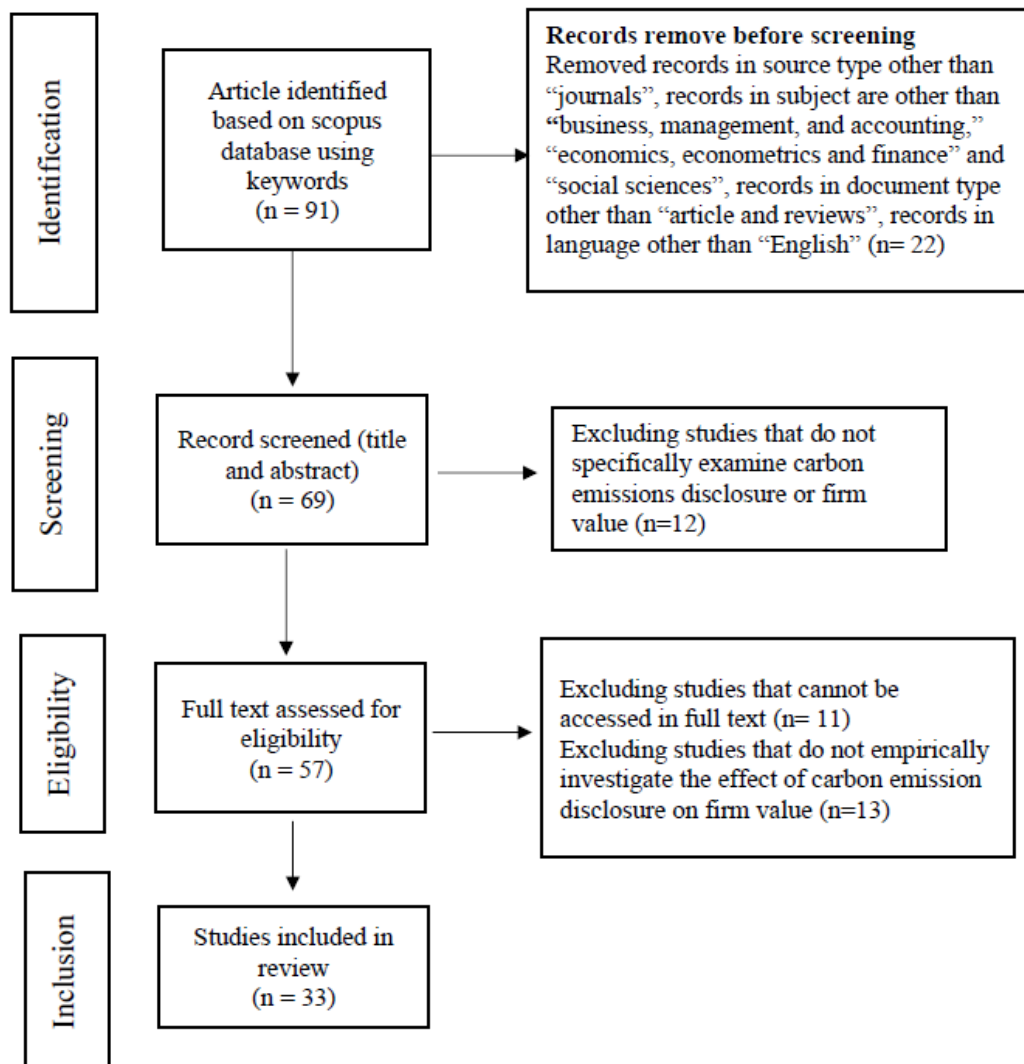 Identification
Article identified
based on scopus
database using
keywords
(n = 91)
Records remove before screening
Removed records in source type other than
“journals”, records in subject are other than
“business, management, and accounting,”
“economics, econometrics and finance” and
“social sciences”, records in document type
other than “article and reviews”, records in
language other than “English” (n= 22)
Screening
Record screened (title
and abstract)
(n = 69)
Excluding studies that do not
specifically examine carbon
emissions disclosure or firm
value (n=12)
Eligibility
Full text assessed for
eligibility
(n = 57)
Excluding studies that cannot be
accessed in full text (n= 11)
Excluding studies that do not empirically
investigate the effect of carbon emission
disclosure on firm value (n=13)
Inclusion
Studies included in
review
(n = 33)